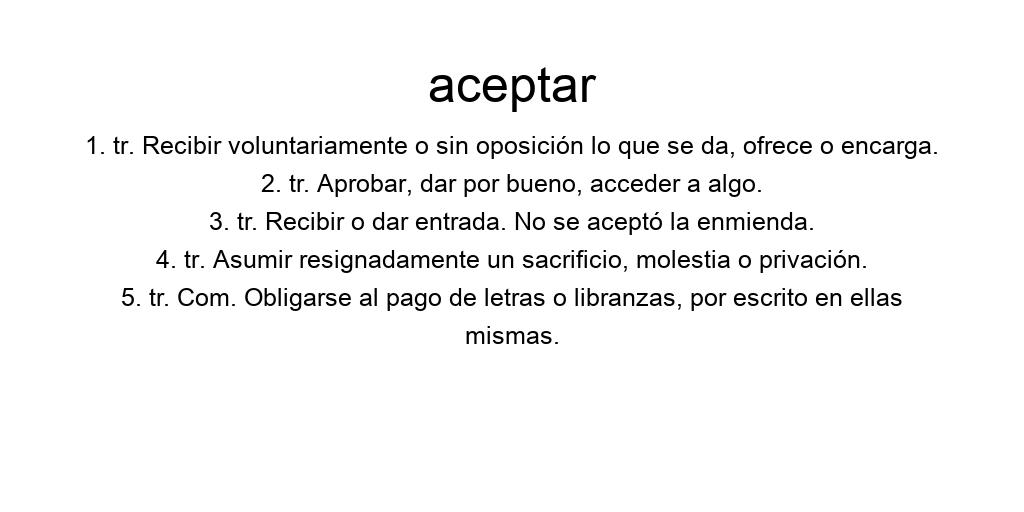 aceptar
1. tr. Recibir voluntariamente o sin oposición lo que se da, ofrece o encarga.
2. tr. Aprobar, dar por bueno, acceder a algo.
3. tr. Recibir o dar entrada. No se aceptó la enmienda.
4. tr. Asumir resignadamente un sacrificio, molestia o privación.
5. tr. Com. Obligarse al pago de letras o libranzas, por escrito en ellas
mismas.